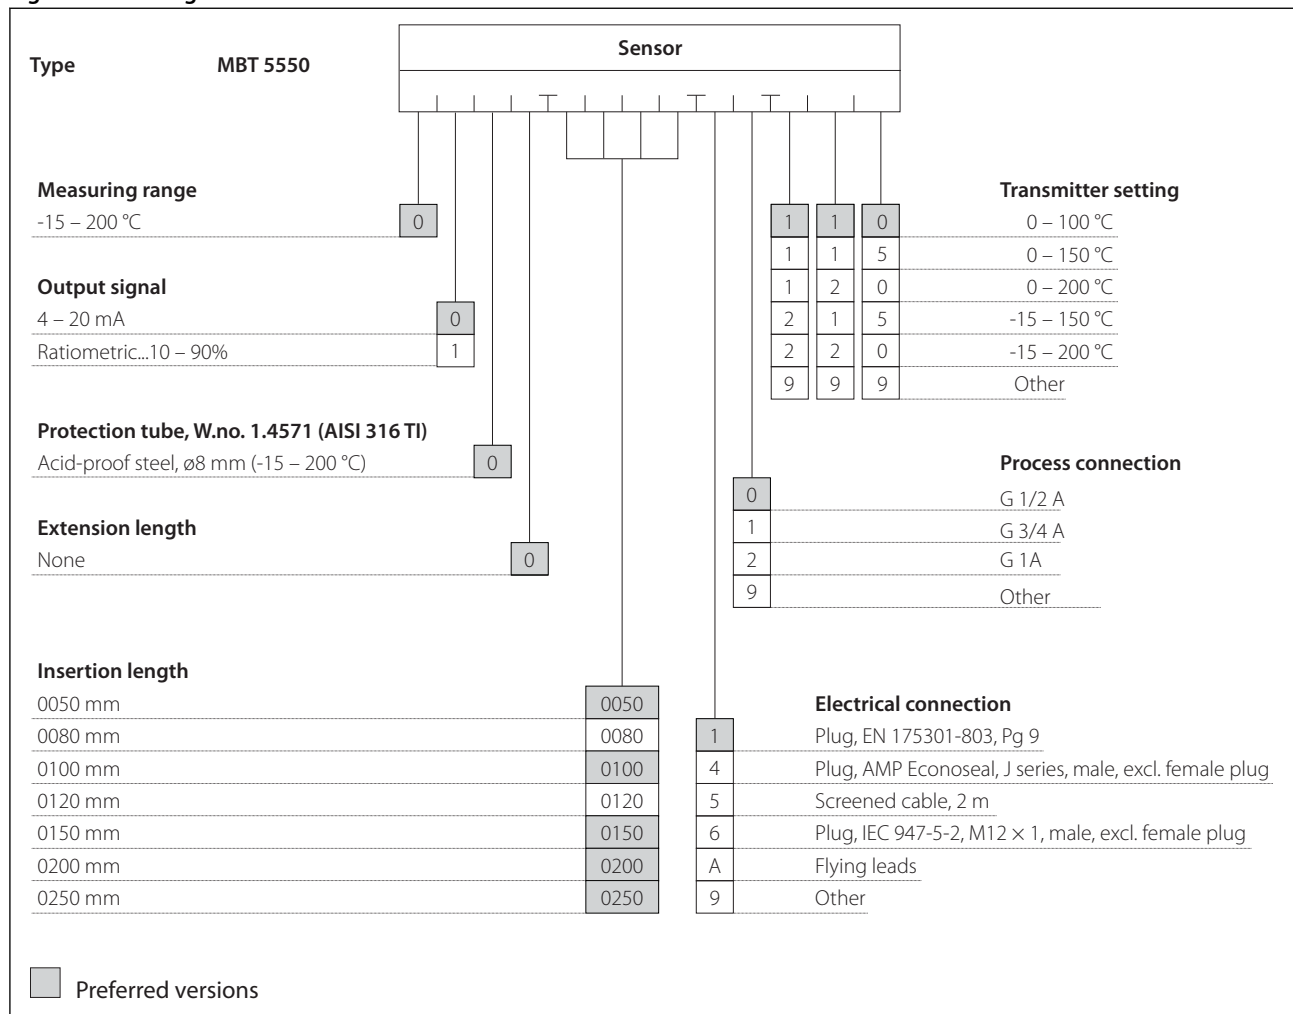 Type MBT 5550 Sensor
Measuring range
-15 – 200 °C 0
Output signal
4 – 20 mA 0
Ratiometric...10 – 90% 1
Protection tube, W.no. 1.4571 (AISI 316 TI)
Acid-proof steel, ø8 mm (-15 – 200 °C) 0
Extension length
None 0
Insertion length
0050 mm 0050
0080 mm 0080
0100 mm 0100
0120 mm 0120
0150 mm 0150
0200 mm 0200
0250 mm 0250
Transmitter setting
1 1 0 0 – 100 °C
1 1 5 0 – 150 °C
1 2 0 0 – 200 °C
2 1 5 -15 – 150 °C
2 2 0 -15 – 200 °C
9 9 9 Other
Process connection
0 G 1/2 A
1 G 3/4 A
2 G 1A
9 Other
Electrical connection
1 Plug, EN 175301-803, Pg 9
4 Plug, AMP Econoseal, J series, male, excl. female plug
5 Screened cable, 2 m
6 Plug, IEC 947-5-2, M12 × 1, male, excl. female plug
A Flying leads
9 Other
Preferred versions